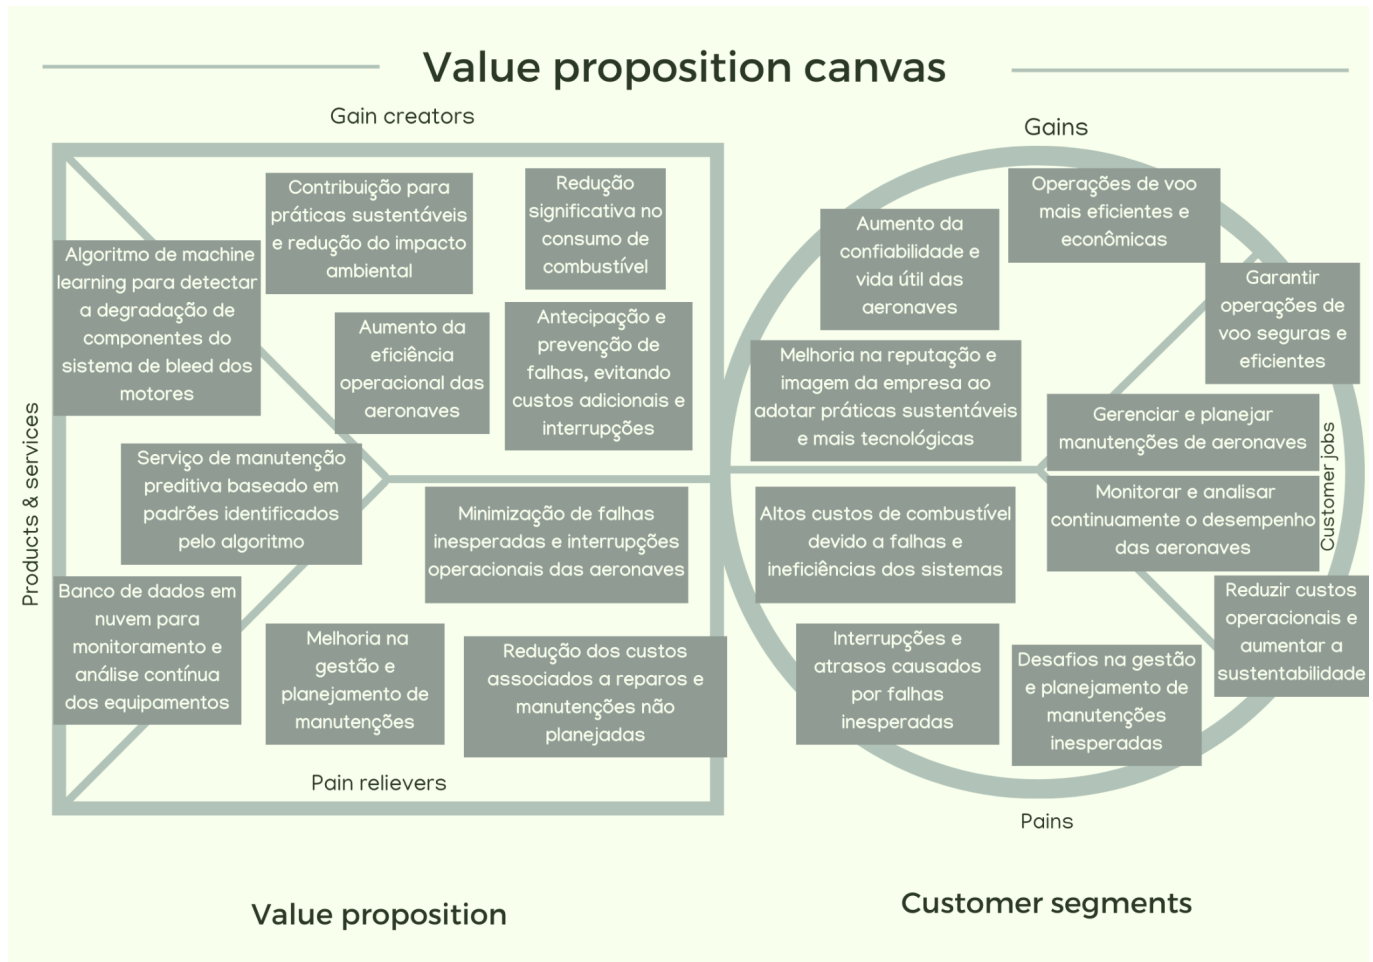 Value proposition canvas
Gain creators
Contribuição para
práticas sustentáveis
e redução do impacto
ambiental
Redução
significativa no
consumo de
combustível
Algoritmo de machine
learning para detectar
a degradação de
componentes do
sistema de bleed dos
motores
Aumento da
eficiência
operacional das
aeronaves
Antecipação e
prevenção de
falhas, evitando
custos adicionais e
interrupções
Products & services
Serviço de manutenção
preditiva baseado em
padrões identificados
pelo algoritmo
Minimização de falhas
inesperadas e interrupções
operacionais das aeronaves
Banco de dados em
nuvem para
monitoramento e
análise contínua
dos equipamentos
Melhoria na
gestão e
planejamento de
manutenções
Redução dos custos
associados a reparos e
manutenções não
planejadas
Pain relievers
Value proposition
Gains
Aumento da
confiabilidade e
vida útil das
aeronaves
Operações de voo
mais eficientes e
econômicas
Garantir
operações de
voo seguras e
eficientes
Melhoria na reputação e
imagem da empresa ao
adotar práticas sustentáveis
e mais tecnológicas
Gerenciar e planejar
manutenções de aeronaves
Customer jobs
Monitorar e analisar
continuamente o desempenho
das aeronaves
Altos custos de combustível
devido a falhas e
ineficiências dos sistemas
Reduzir custos
operacionais e
aumentar a
sustentabilidade
Interrupções e
atrasos causados
por falhas
inesperadas
Desafios na gestão
e planejamento de
manutenções
inesperadas
Pains
Customer segments